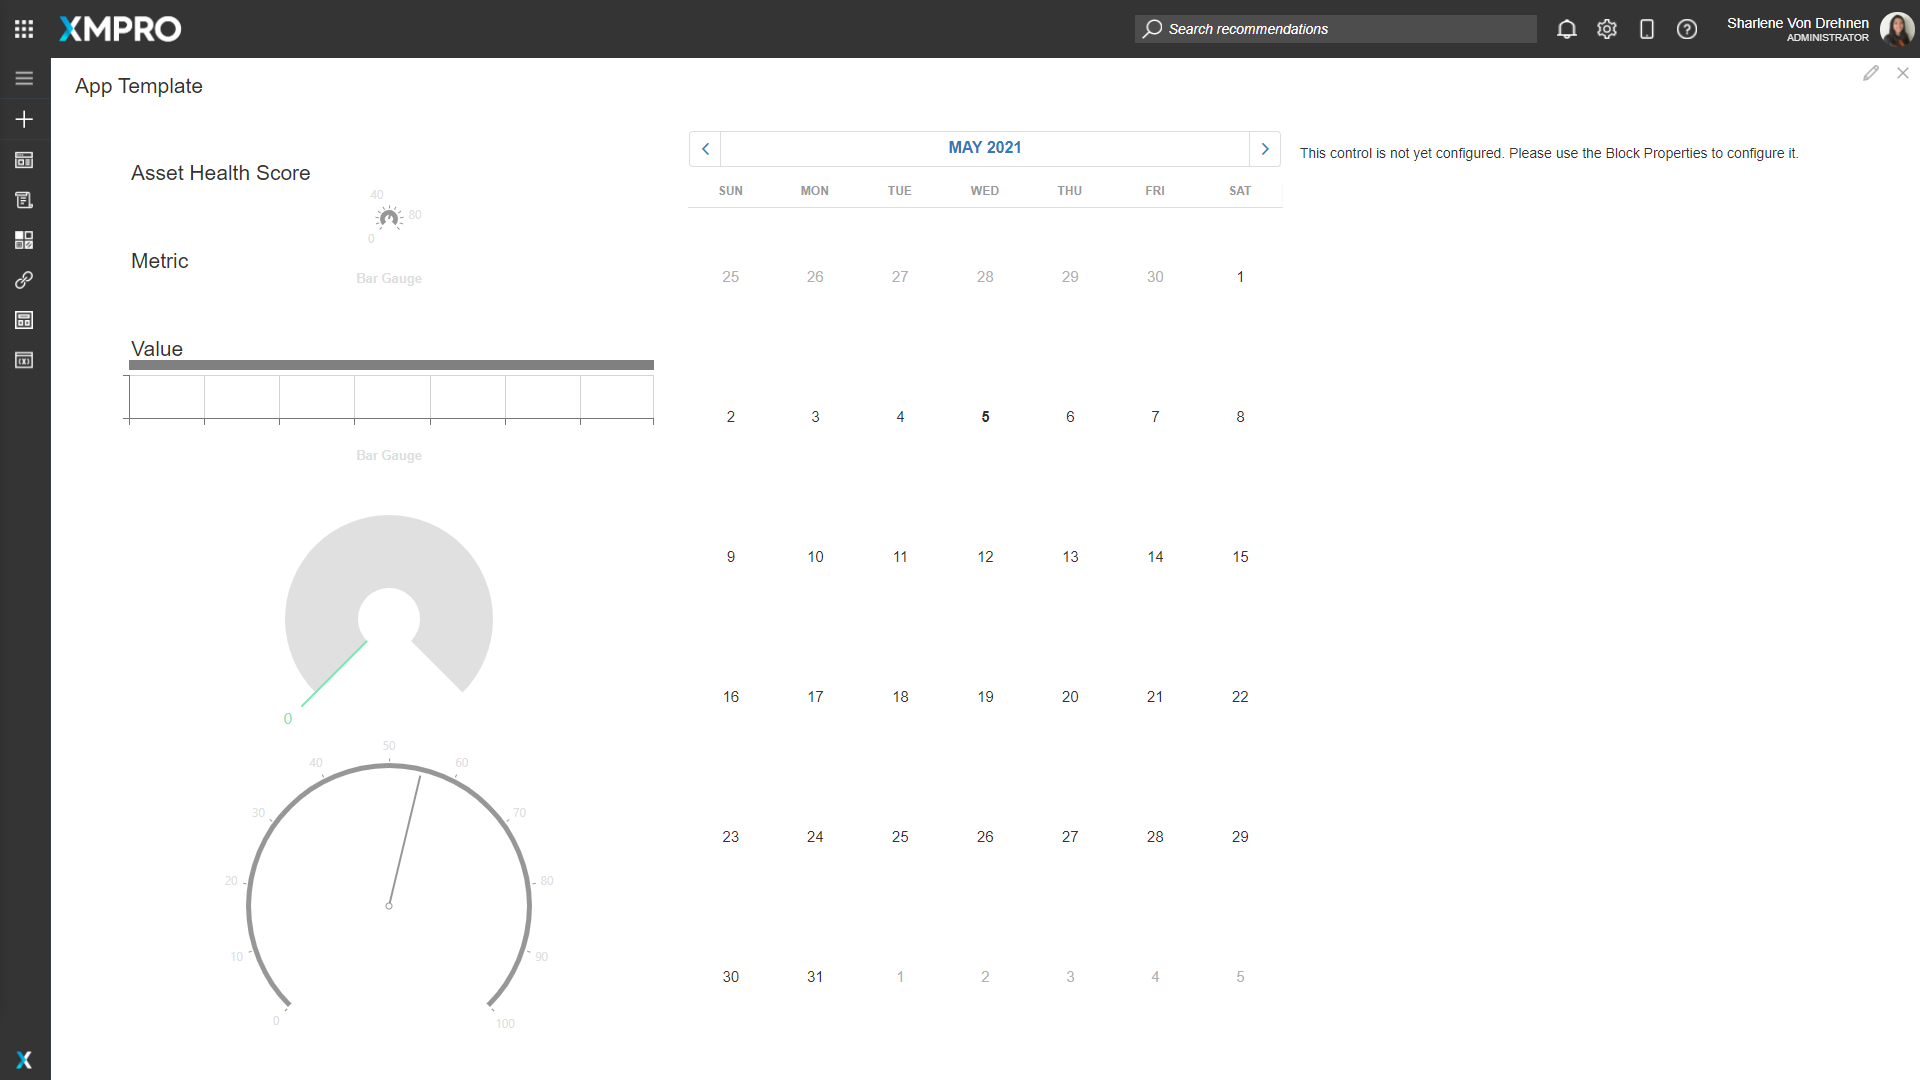 XMPRO
Search recommendations
Sharlene Von Drehnen
ADMINISTRATOR
App Template
Asset Health Score
40
80
0
Metric
Bar Gauge
Value
Bar Gauge
0
50
40
60
30
70
20
80
10
90
0
100
MAY 2021
SUN MON TUE WED THU FRI SAT
25 26 27 28 29 30 1
2 3 4 5 6 7 8
9 10 11 12 13 14 15
16 17 18 19 20 21 22
23 24 25 26 27 28 29
30 31 1 2 3 4 5
This control is not yet configured. Please use the Block Properties to configure it.